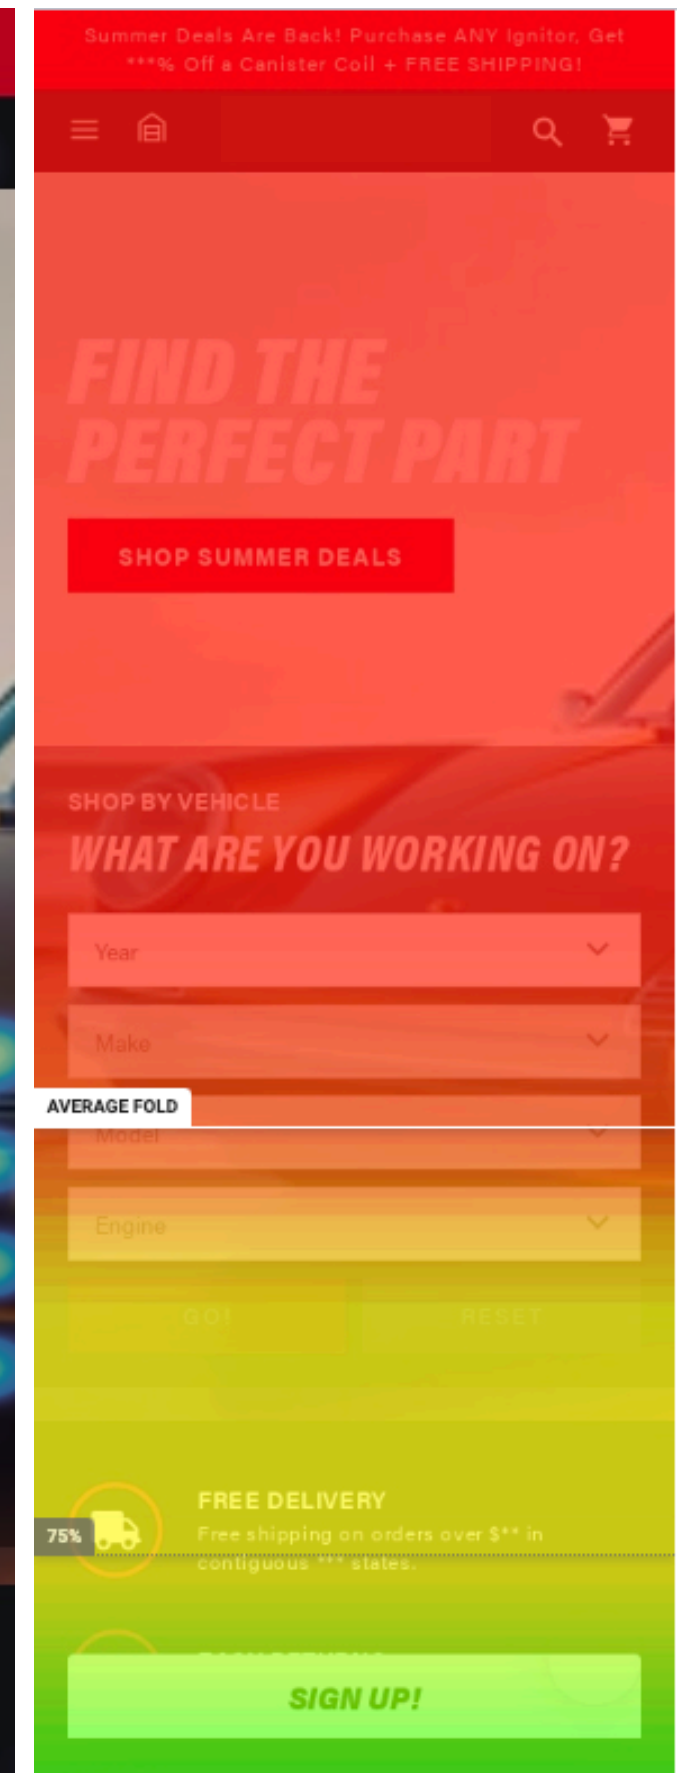 Summer Deals Are Back! Purchase ANY Ignitor, Get
***% Off a Canister Coil + FREE SHIPPING!
FIND THE
PERFECT PART
SHOP SUMMER DEALS
SHOP BY VEHICLE
WHAT ARE YOU WORKING ON?
Year
Make
AVERAGE FOLD
Model
Engine
GO! RESET
FREE DELIVERY
75%
Free shipping on orders over $** in
contiguous *** states.
EASY RETURNS
SIGN UP!